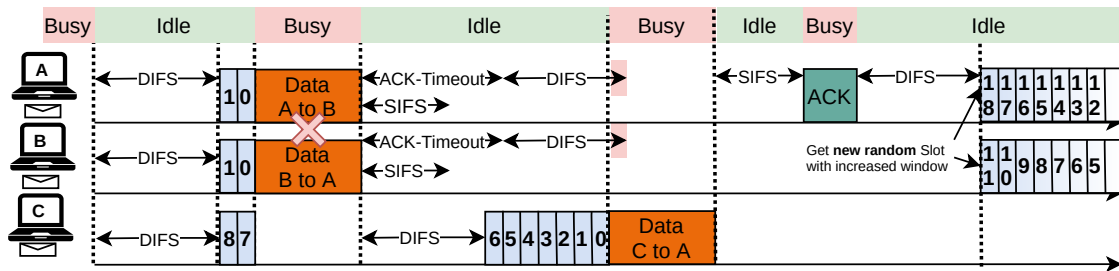 Busy Idle Busy Idle Busy Idle Busy Idle
A
DIFS
1 0
Data
A to B
ACK-Timeout
DIFS
SIFS
SIFS
ACK
DIFS
1 1 1 1 1 1 1
8 7 6 5 4 3 2
B
DIFS
1 0
Data
B to A
ACK-Timeout
DIFS
SIFS
Get new random Slot
with increased window
1 1 9 8 7 6 5
1 0
C
DIFS
8 7
DIFS
6 5 4 3 2 1 0
Data
C to A